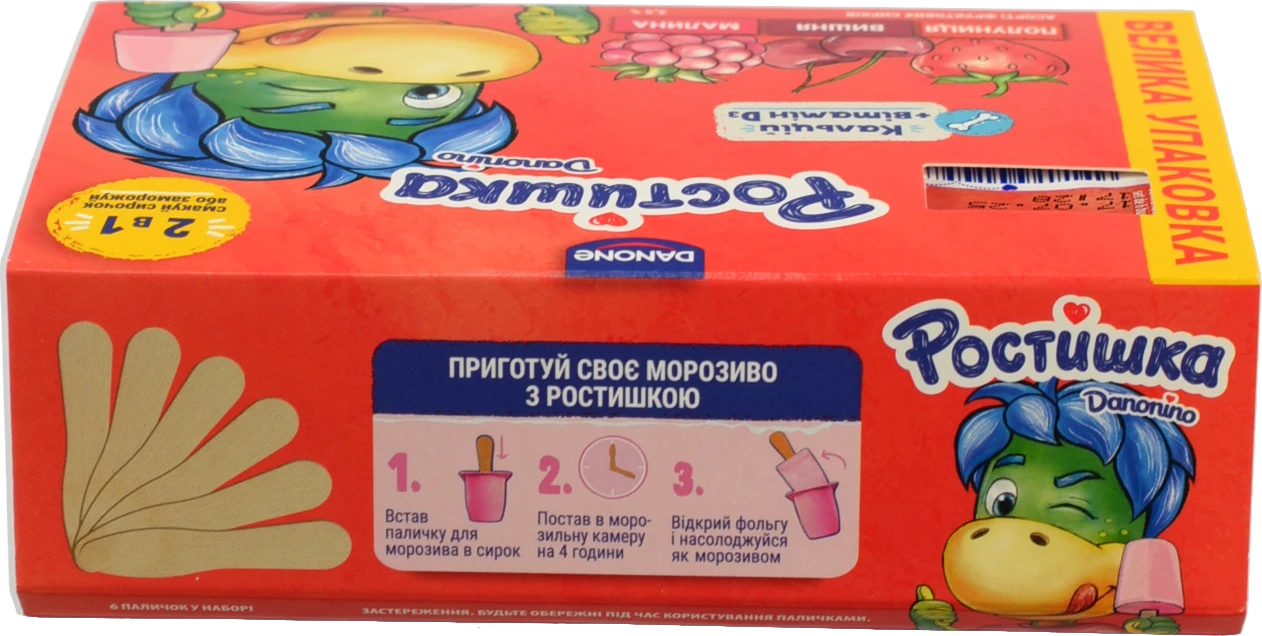 ВЕЛИКА УПАКОВКА
ПОЛУНИЦЯ
ВИШНЯ
МАЛИНА
Кальцій
+ Вітамін D3
Ростишка
Danonino
2 в 1
смакуй сирочок
або заморожуй
DANONE
Ростишка
Danonino
ПРИГОТУЙ СВОЄ МОРОЗИВО
З РОСТИШКОЮ
1.
Встав
паличку для
морозива в сирок
2.
Постав в моро-
зильну камеру
на 4 години
3.
Відкрий фольгу
і насолоджуйся
як морозивом
6 ПАЛИЧОК У НАБОРІ
ЗАСТЕРЕЖЕННЯ. БУДЬТЕ ОБЕРЕЖНІ ПІД ЧАС КОРИСТУВАННЯ ПАЛИЧКАМИ.